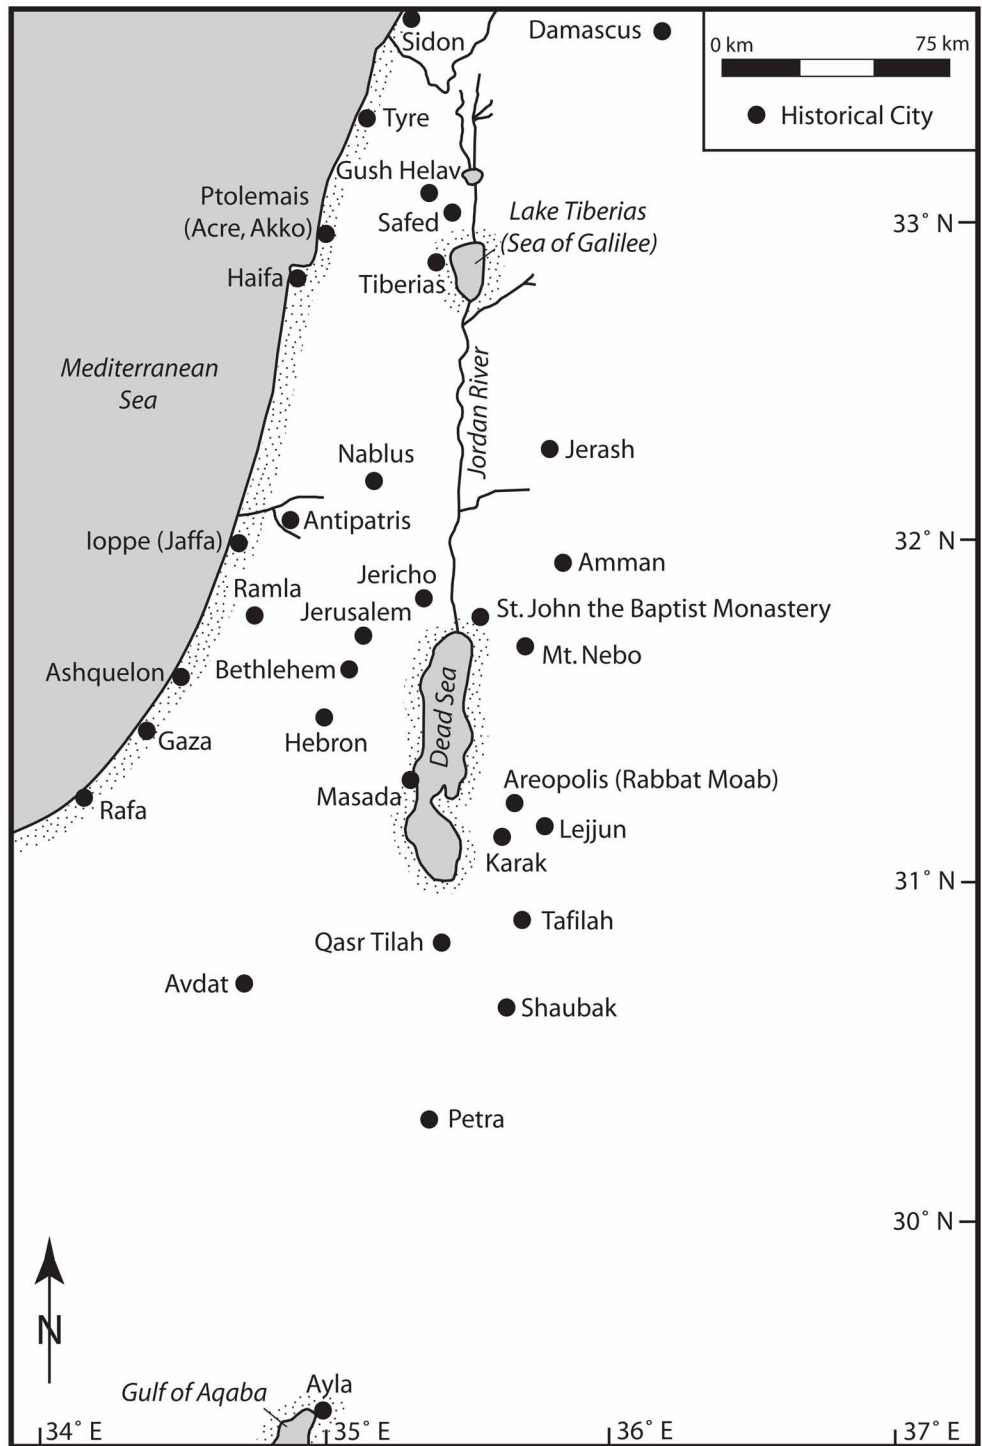 Sidon
Damascus
0 km
75 km
Historical City
Tyre
Gush Helav
Ptolemais
(Acre, Akko)
Safed
Lake Tiberias
(Sea of Galilee)
33° N
Haifa
Tiberias
Mediterranean
Sea
Jordan River
Nablus
Jerash
Antipatris
Ioppe (Jaffa)
32° N
Amman
Jericho
Ramla
Jerusalem
St. John the Baptist Monastery
Mt. Nebo
Ashquelon
Bethlehem
Dead Sea
Gaza
Hebron
Areopolis (Rabbat Moab)
Masada
Rafa
Lejjun
Karak
31° N
Tafilah
Qasr Tilah
Avdat
Shaubak
Petra
30° N
N
Ayla
Gulf of Aqaba
34° E
35° E
36° E
37° E